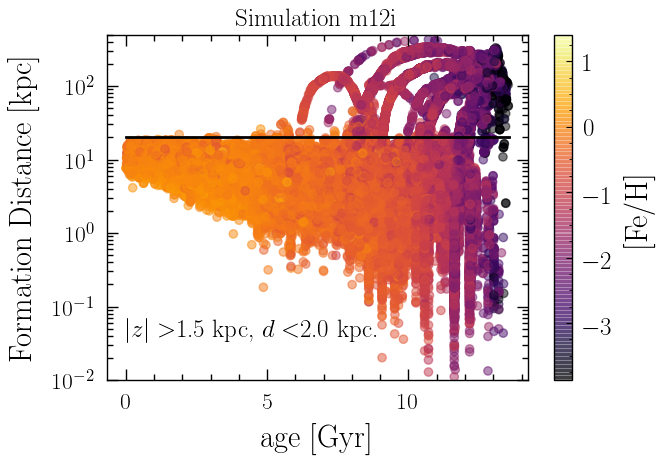 Simulation m12i
Formation Distance [kpc]
10²
10¹
10⁰
10⁻¹
10⁻²
|z| >1.5 kpc, d <2.0 kpc.
0 5 10
age [Gyr]
1
0
−1
−2
−3
[Fe/H]